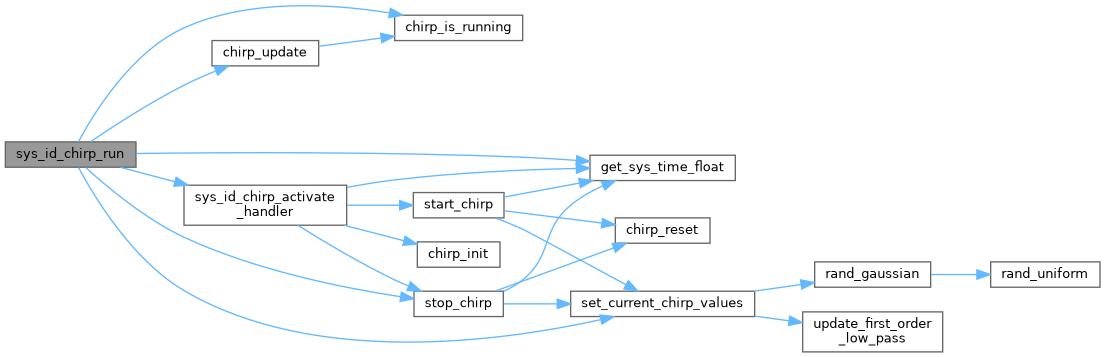 chirp_is_running
chirp_update
sys_id_chirp_run
get_sys_time_float
sys_id_chirp_activate
_handler
start_chirp
chirp_reset
chirp_init
rand_gaussian
rand_uniform
stop_chirp
set_current_chirp_values
update_first_order
_low_pass